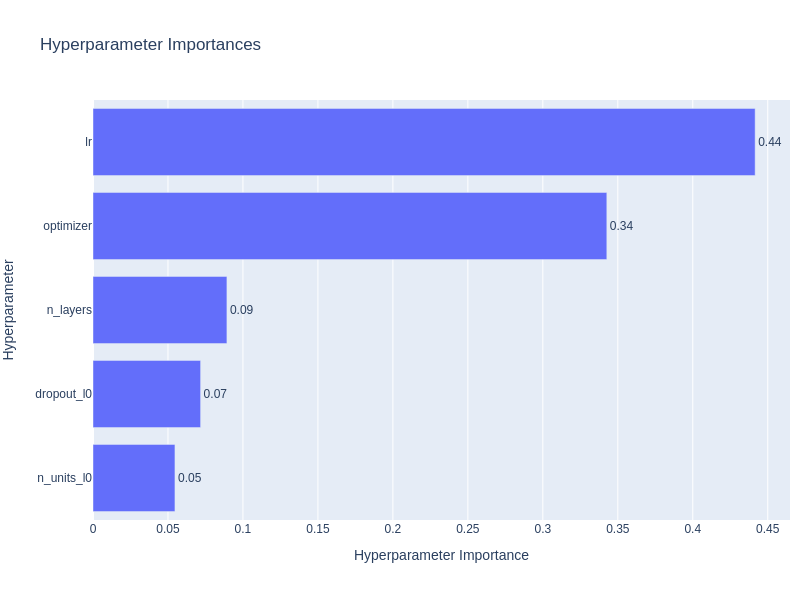 Hyperparameter Importances
lr
0.44
optimizer
0.34
n_layers
0.09
dropout_l0
0.07
n_units_l0
0.05
0
0.05
0.1
0.15
0.2
0.25
0.3
0.35
0.4
0.45
Hyperparameter Importance
Hyperparameter